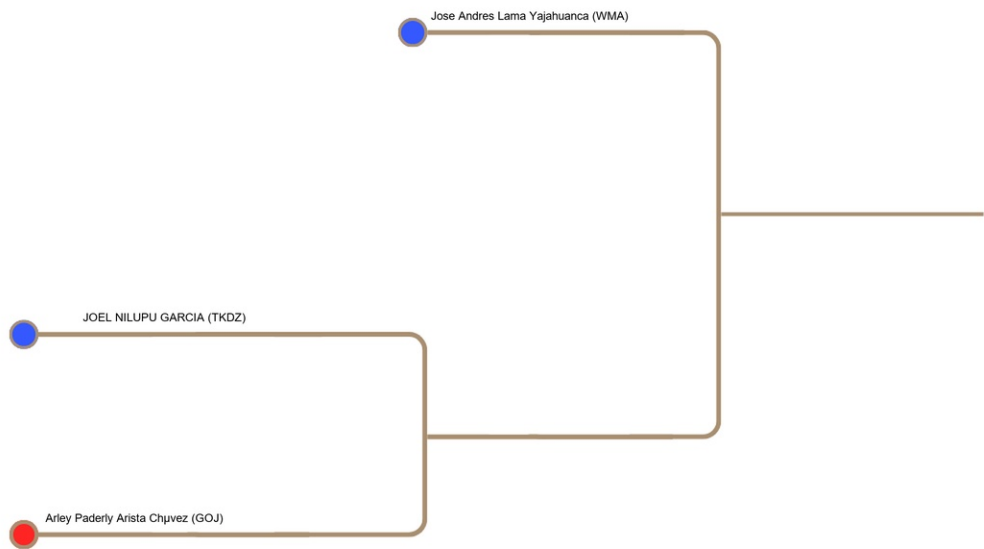 Jose Andres Lama Yajahuanca (WMA)
JOEL NILUPU GARCIA (TKDZ)
Arley Paderly Arista Chμvez (GOJ)